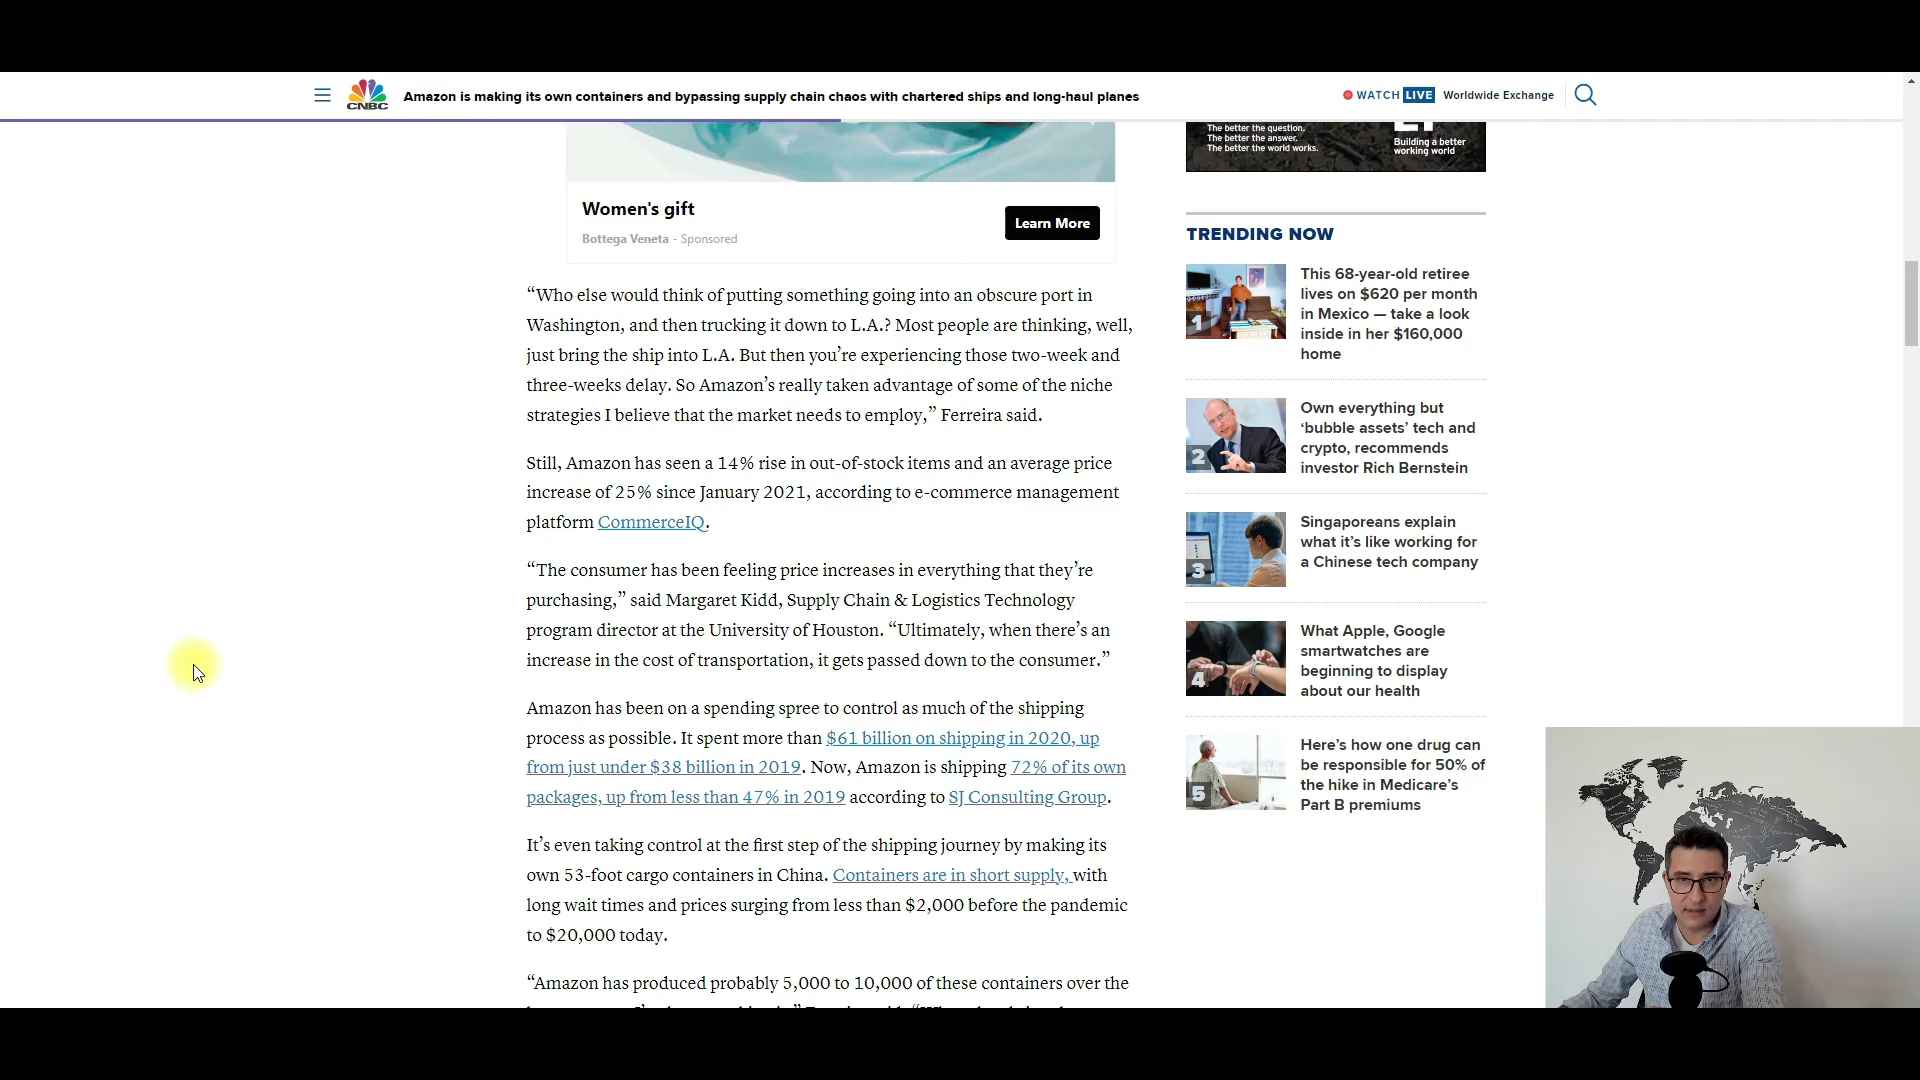 CNBC
Amazon is making its own containers and bypassing supply chain chaos with chartered ships and long-haul planes
WATCH LIVE Worldwide Exchange
Women's gift
Bottega Veneta - Sponsored
Learn More
“Who else would think of putting something going into an obscure port in
Washington, and then trucking it down to L.A.? Most people are thinking, well,
just bring the ship into L.A. But then you’re experiencing those two-week and
three-weeks delay. So Amazon’s really taken advantage of some of the niche
strategies I believe that the market needs to employ,” Ferreira said.
Still, Amazon has seen a 14% rise in out-of-stock items and an average price
increase of 25% since January 2021, according to e-commerce management
platform CommerceIQ.
“The consumer has been feeling price increases in everything that they’re
purchasing,” said Margaret Kidd, Supply Chain & Logistics Technology
program director at the University of Houston. “Ultimately, when there’s an
increase in the cost of transportation, it gets passed down to the consumer.”
Amazon has been on a spending spree to control as much of the shipping
process as possible. It spent more than $61 billion on shipping in 2020, up
from just under $38 billion in 2019. Now, Amazon is shipping 72% of its own
packages, up from less than 47% in 2019 according to SJ Consulting Group.
It’s even taking control at the first step of the shipping journey by making its
own 53-foot cargo containers in China. Containers are in short supply, with
long wait times and prices surging from less than $2,000 before the pandemic
to $20,000 today.
“Amazon has produced probably 5,000 to 10,000 of these containers over the
The better the question.
The better the answer.
The better the world works.
Building a better
working world
TRENDING NOW
1
This 68-year-old retiree
lives on $620 per month
in Mexico — take a look
inside in her $160,000
home
2
Own everything but
‘bubble assets’ tech and
crypto, recommends
investor Rich Bernstein
3
Singaporeans explain
what it’s like working for
a Chinese tech company
4
What Apple, Google
smartwatches are
beginning to display
about our health
5
Here’s how one drug can
be responsible for 50% of
the hike in Medicare’s
Part B premiums